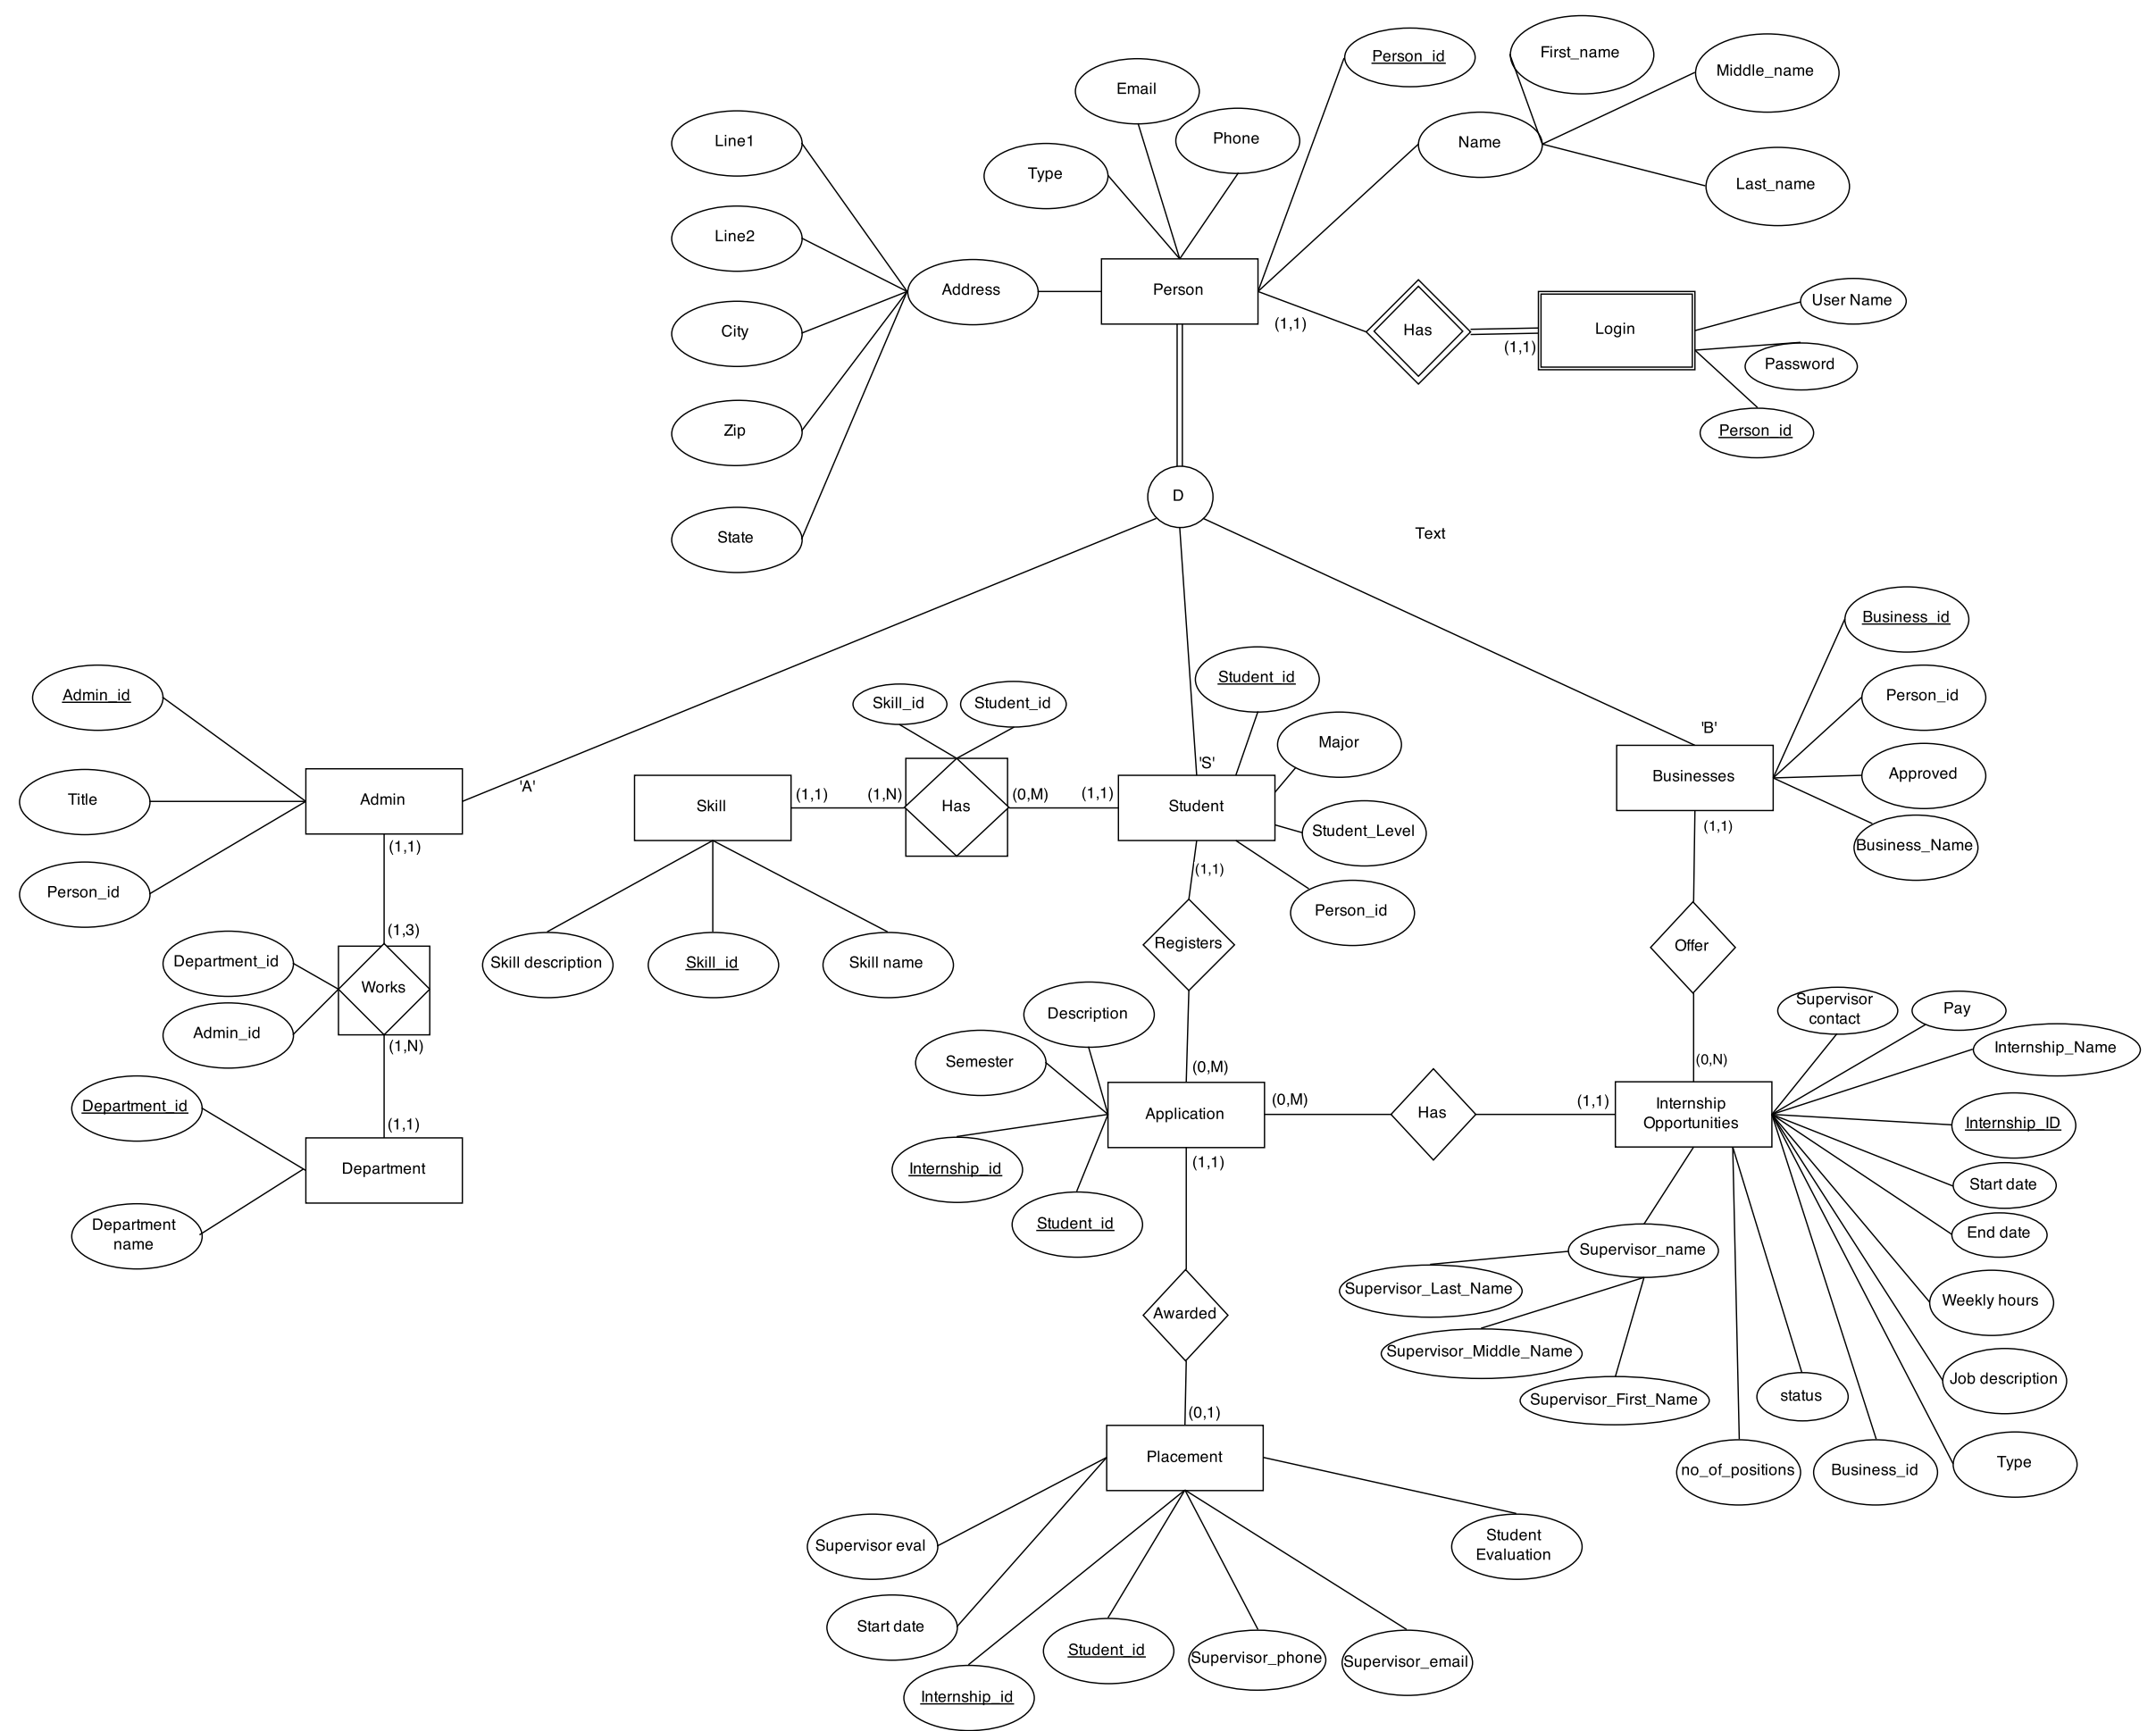 Person_id
First_name
Middle_name
Email
Phone
Name
Line1
Type
Last_name
Line2
Address
Person
(1,1)
Has
(1,1)
Login
User Name
Password
Person_id
City
Zip
State
D
Text
Business_id
Person_id
Approved
Business_Name
'B'
Businesses
(1,1)
Admin_id
Title
Person_id
Admin
'A'
(1,1)
Skill_id
Student_id
Student_id
Major
Student_Level
Person_id
'S'
Skill
(1,1)
(1,N)
Has
(0,M)
(1,1)
Student
(1,1)
Skill description
Skill_id
Skill name
(1,3)
Department_id
Works
Admin_id
(1,N)
Department_id
(1,1)
Department
Department
name
Registers
Offer
Description
Semester
(0,M)
Application
(0,M)
Has
(1,1)
(0,N)
Internship
Opportunities
Internship_id
Student_id
(1,1)
Supervisor
contact
Pay
Internship_Name
Internship_ID
Start date
End date
Weekly hours
Job description
Type
Supervisor_name
Supervisor_Last_Name
Supervisor_Middle_Name
Supervisor_First_Name
status
no_of_positions
Business_id
Awarded
(0,1)
Placement
Supervisor eval
Start date
Internship_id
Student_id
Supervisor_phone
Supervisor_email
Student
Evaluation